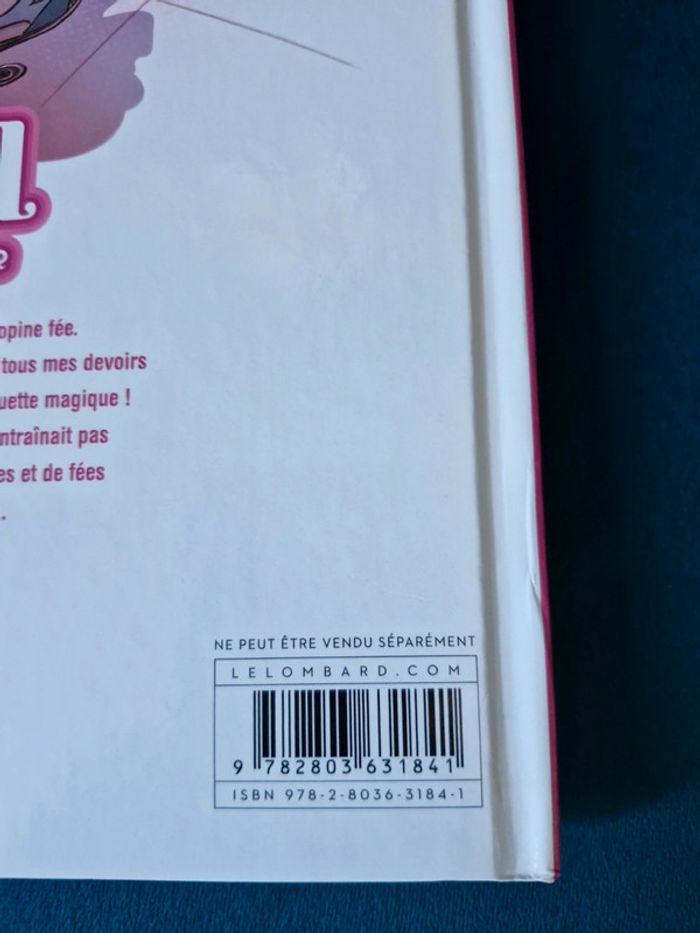 opine fée.
tous mes devoirs
uette magique !
ntraînait pas
es et de fées
..
NE PEUT ÊTRE VENDU SÉPARÉMENT
LELOMBARD.COM
9 782803 631841
ISBN 978-2-8036-3184-1